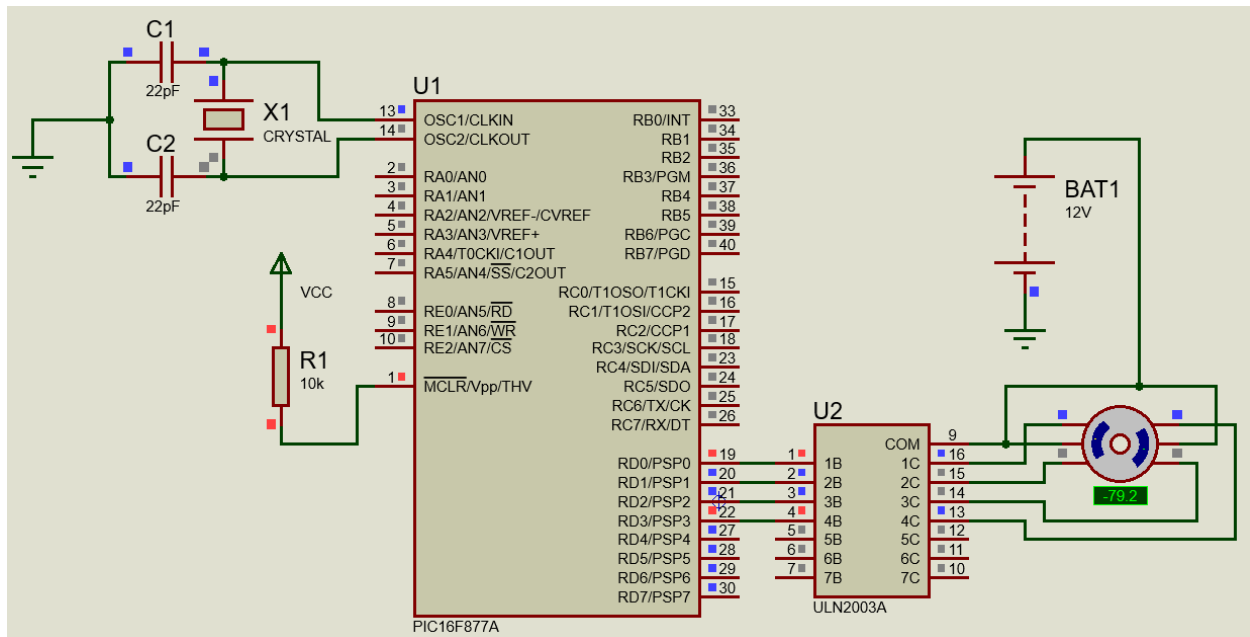 C1
22pF
X1
CRYSTAL
C2
22pF
VCC
R1
10k
U1
13 OSC1/CLKIN
14 OSC2/CLKOUT
2 RA0/AN0
3 RA1/AN1
4 RA2/AN2/VREF-/CVREF
5 RA3/AN3/VREF+
6 RA4/T0CKI/C1OUT
7 RA5/AN4/SS/C2OUT
8 RE0/AN5/RD
9 RE1/AN6/WR
10 RE2/AN7/CS
1 MCLR/Vpp/THV
RB0/INT 33
RB1 34
RB2 35
RB3/PGM 36
RB4 37
RB5 38
RB6/PGC 39
RB7/PGD 40
RC0/T1OSO/T1CKI 15
RC1/T1OSI/CCP2 16
RC2/CCP1 17
RC3/SCK/SCL 18
RC4/SDI/SDA 23
RC5/SDO 24
RC6/TX/CK 25
RC7/RX/DT 26
RD0/PSP0 19
RD1/PSP1 20
RD2/PSP2 21
RD3/PSP3 22
RD4/PSP4 27
RD5/PSP5 28
RD6/PSP6 29
RD7/PSP7 30
PIC16F877A
U2
1 1B
2 2B
3 3B
4 4B
5 5B
6 6B
7 7B
COM 9
1C 16
2C 15
3C 14
4C 13
5C 12
6C 11
7C 10
ULN2003A
BAT1
12V
-79.2